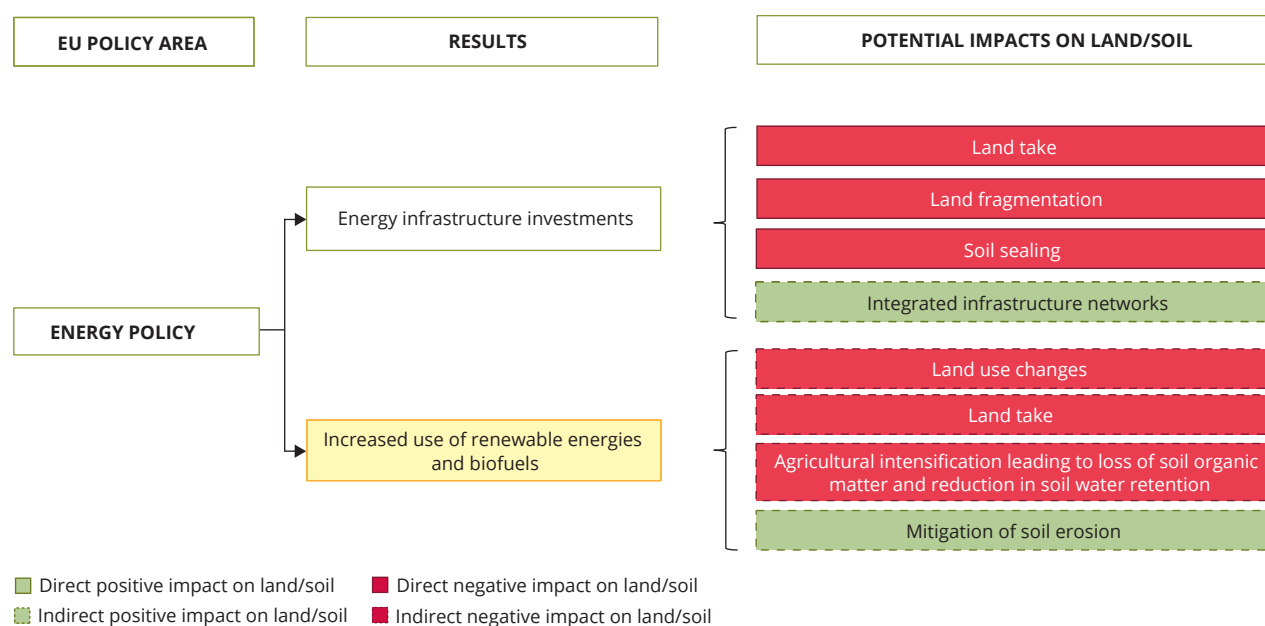 EU POLICY AREA
RESULTS
POTENTIAL IMPACTS ON LAND/SOIL
ENERGY POLICY
Energy infrastructure investments
Land take
Land fragmentation
Soil sealing
Integrated infrastructure networks
Increased use of renewable energies
and biofuels
Land use changes
Land take
Agricultural intensification leading to loss of soil organic
matter and reduction in soil water retention
Mitigation of soil erosion
Direct positive impact on land/soil
Direct negative impact on land/soil
Indirect positive impact on land/soil
Indirect negative impact on land/soil